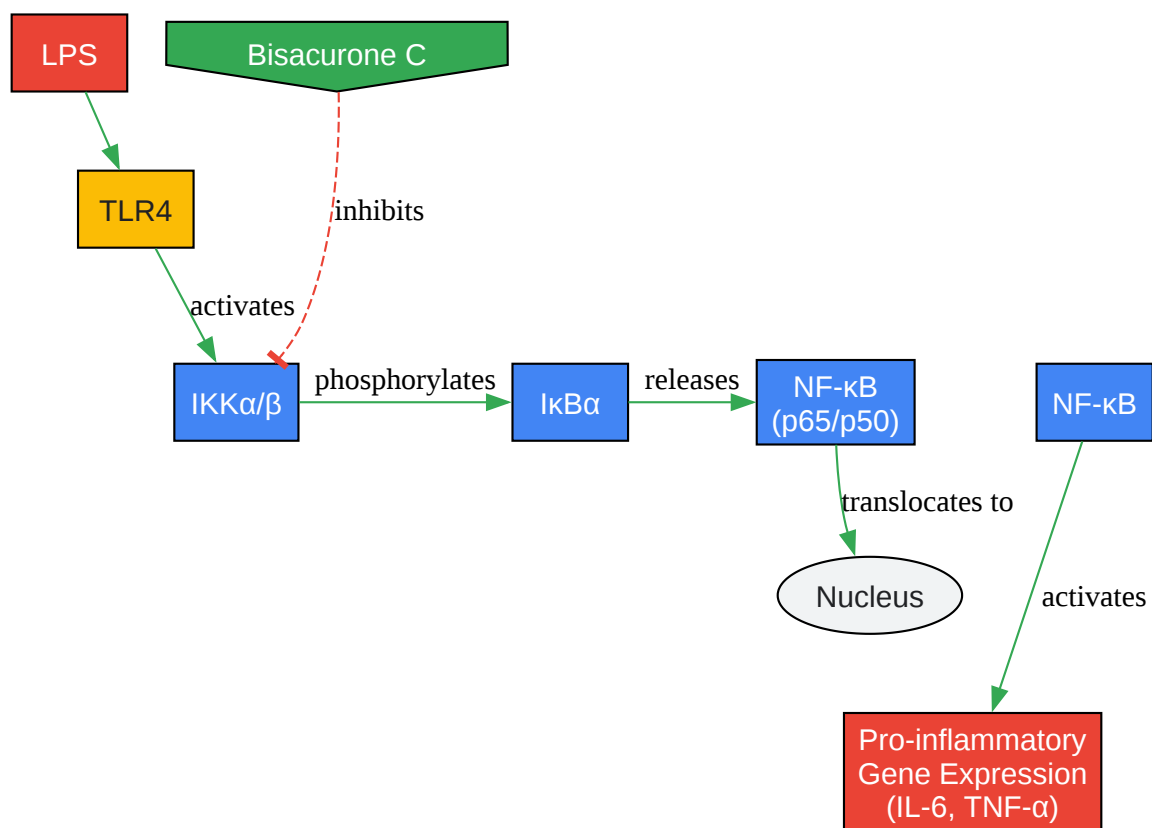 LPS
Bisacurone C
TLR4
inhibits
activates
IKKα/β
phosphorylates
IκBα
releases
NF-κB
(p65/p50)
NF-κB
translocates to
Nucleus
activates
Pro-inflammatory
Gene Expression
(IL-6, TNF-α)